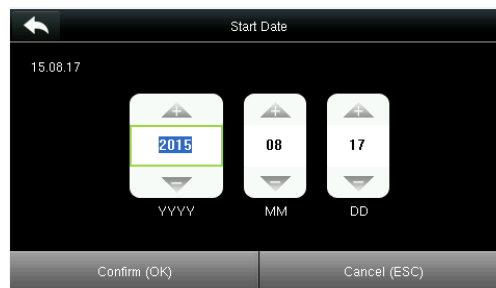 Start Date
15.08.17
2015 08 17
YYYY MM DD
Confirm (OK) Cancel (ESC)